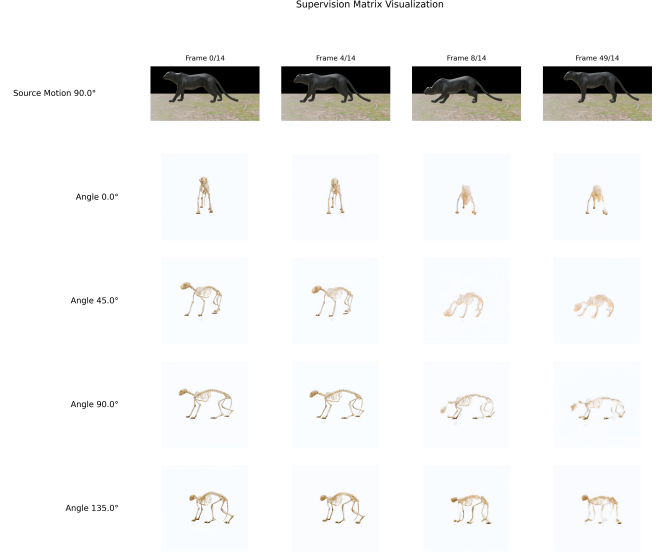 Supervision Matrix Visualization
Frame 0/14
Frame 4/14
Frame 8/14
Frame 49/14
Source Motion 90.0°
Angle 0.0°
Angle 45.0°
Angle 90.0°
Angle 135.0°